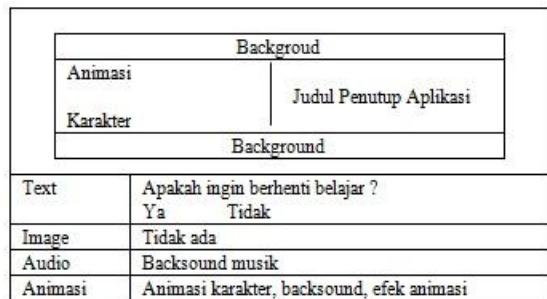 Backgroud
Animasi
Judul Penutup Aplikasi
Karakter
Background
Text Apakah ingin berhenti belajar ?
Ya Tidak
Image Tidak ada
Audio Backsound musik
Animasi Animasi karakter, backsound, efek animasi